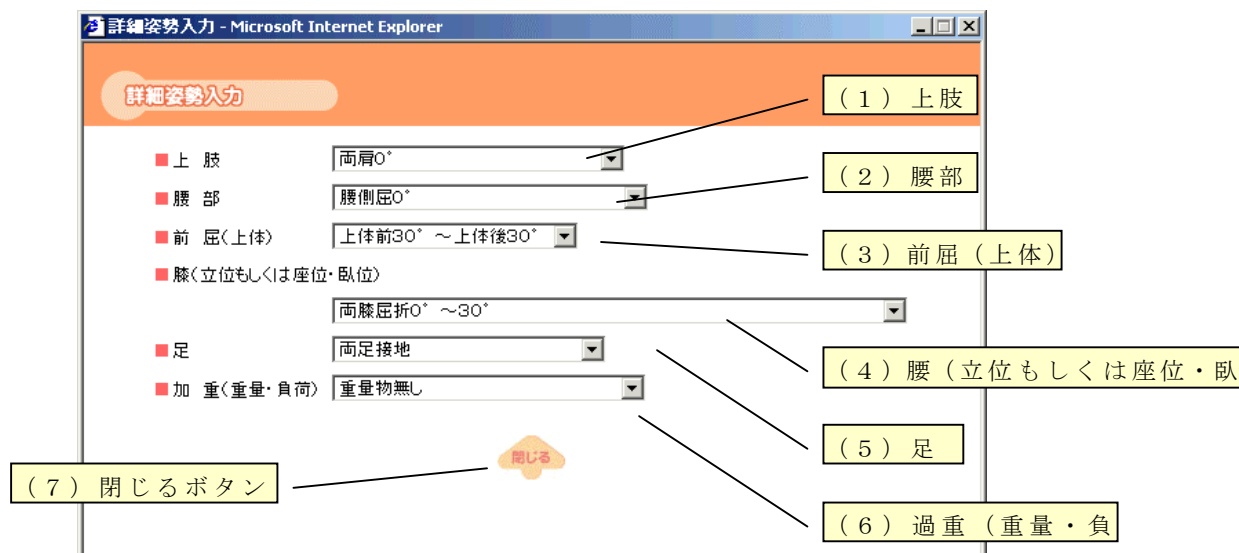 詳細姿勢入力 - Microsoft Internet Explorer
詳細姿勢入力
(1) 上肢
■上 肢 両肩0°
(2) 腰部
■腰 部 腰側屈0°
■前 屈(上体) 上体前30° ～上体後30°
(3) 前屈 (上体)
■膝(立位もしくは座位・臥位)
両膝屈折0° ～30°
(4) 腰 (立位もしくは座位・臥
■足 両足接地
■加 重(重量・負荷) 重量物無し
(5) 足
閉じる
(7) 閉じるボタン
(6) 過重 (重量・負